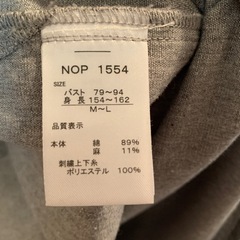 NOP 1554
SIZE
バスト 79~94
身長 154~162
M~L
品質表示
本体 綿 89%
麻 11%
刺繍上下糸
ポリエステル 100%